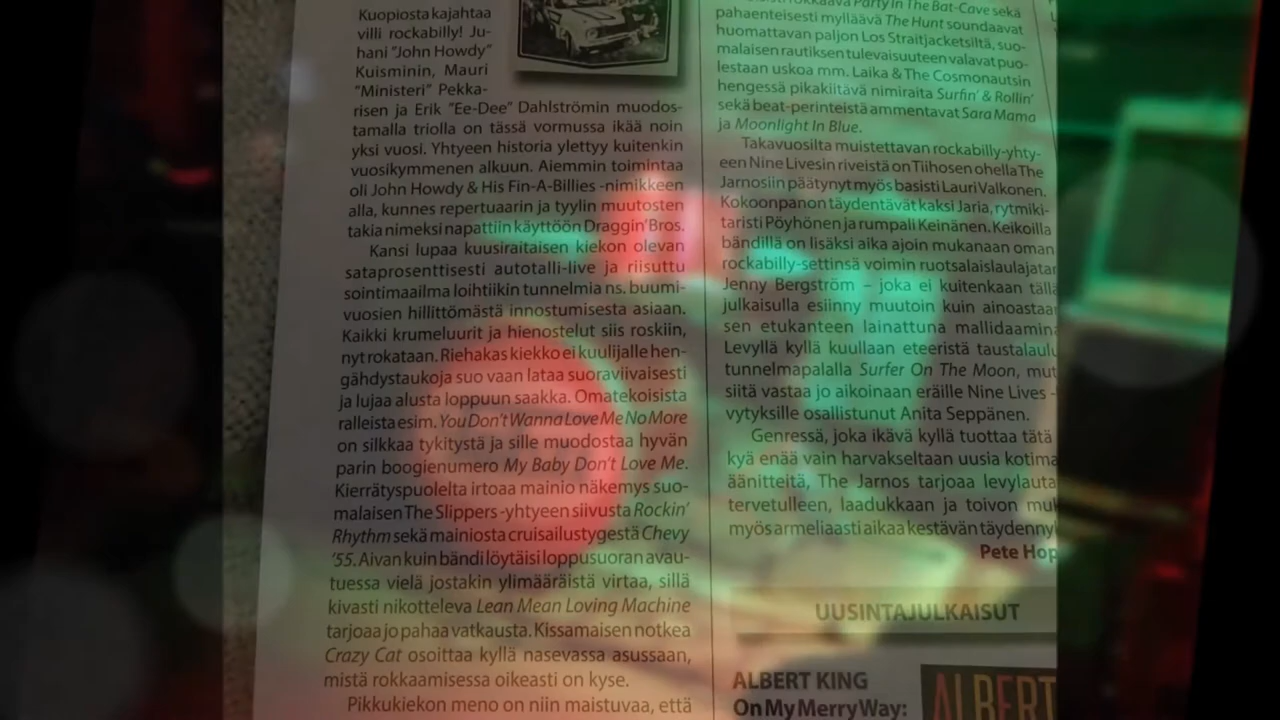 Kuopiosta kajahtaa
villi rockabilly! Ju-
hani "John Howdy"
Kuisminin, Mauri
"Ministeri" Pekka-
risen ja Erik "Ee-Dee" Dahlströmin muodos-
tamalla triolla on tässä vormussa ikää noin
yksi vuosi. Yhtyeen historia ylettyy kuitenkin
vuosikymmenen alkuun. Aiemmin toimintaa
oli John Howdy & His Fin-A-Billies -nimikkeen
alla, kunnes repertuaarin ja tyylin muutosten
takia nimeksi napattiin käyttöön Draggin' Bros.
Kansi lupaa kuusiraitaisen kiekon olevan
sataprosenttisesti autotalli-live ja riisuttu
sointimaailma loihtiikin tunnelmia ns. buumi-
vuosien hillittömästä innostumisesta asiaan.
Kaikki krumeluurit ja hienostelut siis roskiin,
nyt rokataan. Riehakas kiekko ei kuulijalle hen-
gähdystaukoja suo vaan lataa suoraviivaisesti
ja lujaa alusta loppuun saakka. Omatekoisista
ralleista esim. You Don't Wanna Love Me No More
on silkkaa tykitystä ja sille muodostaa hyvän
parin boogienumero My Baby Don't Love Me.
Kierrätyspuolelta irtoaa mainio näkemys suo-
malaisen The Slippers -yhtyeen siivusta Rockin'
Rhythm sekä mainiosta cruisailustygestä Chevy
'55. Aivan kuin bändi löytäisi loppusuoran avau-
tuessa vielä jostakin ylimääräistä virtaa, sillä
kivasti nikotteleva Lean Mean Loving Machine
tarjoaa jo pahaa vatkausta. Kissamaisen notkea
Crazy Cat osoittaa kyllä nasevassa asussaan,
mistä rokkaamisessa oikeasti on kyse.
Pikkukiekon meno on niin maistuvaa, että
rokkaava Party In The Bat-Cave sekä
pahaenteisesti mylläävä The Hunt soundaavat
huomattavan paljon Los Straitjacketsiltä, suo-
malaisen rautiksen tulevaisuuteen valavat puo-
lestaan uskoa mm. Laika & The Cosmonautsin
hengessä pikakiitävä nimiraita Surfin' & Rollin'
sekä beat-perinteistä ammentavat Sara Mama
ja Moonlight In Blue.
Takavuosilta muistettavan rockabilly-yhty-
een Nine Livesin riveistä on Tiihosen ohella The
Jarnosiin päätynyt myös basisti Lauri Valkonen.
Kokoonpanon täydentävät kaksi Jaria, rytmiki-
taristi Pöyhönen ja rumpali Keinänen. Keikoilla
bändillä on lisäksi aika ajoin mukanaan oman
rockabilly-settinsä voimin ruotsalaislaulajatar
Jenny Bergström – joka ei kuitenkaan tällä
julkaisulla esiinny muutoin kuin ainoastaan
sen etukanteen lainattuna mallidaamina
Levyllä kyllä kuullaan eteeristä taustalaulu
tunnelmapalalla Surfer On The Moon, mut
siitä vastaa jo aikoinaan eräille Nine Lives -
vytyksille osallistunut Anita Seppänen.
Genressä, joka ikävä kyllä tuottaa tätä
kyä enää vain harvakseltaan uusia kotima
äänitteitä, The Jarnos tarjoaa levylauta
tervetulleen, laadukkaan ja toivon muk
myös armeliaasti aikaa kestävän täydenny
Pete Hop
UUSINTAJULKAISUT
ALBERT KING
On My Merry Way:
ALBERT